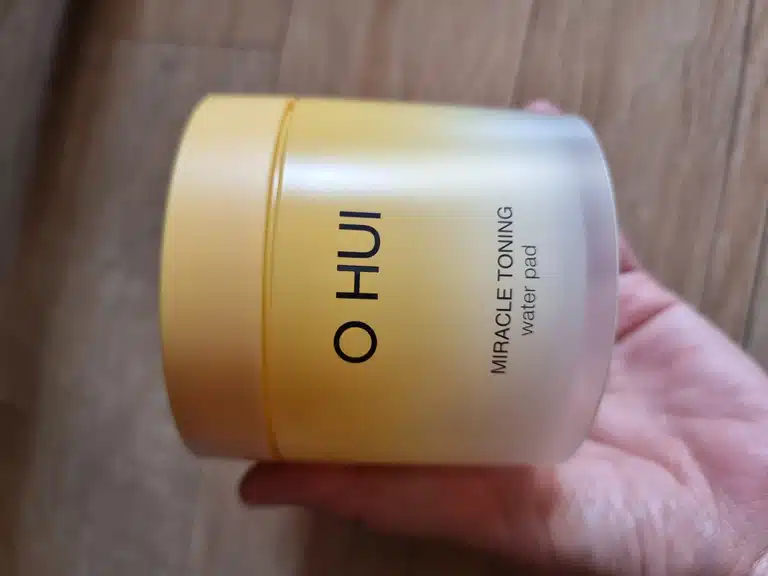 O HUI
MIRACLE TONING
water pad